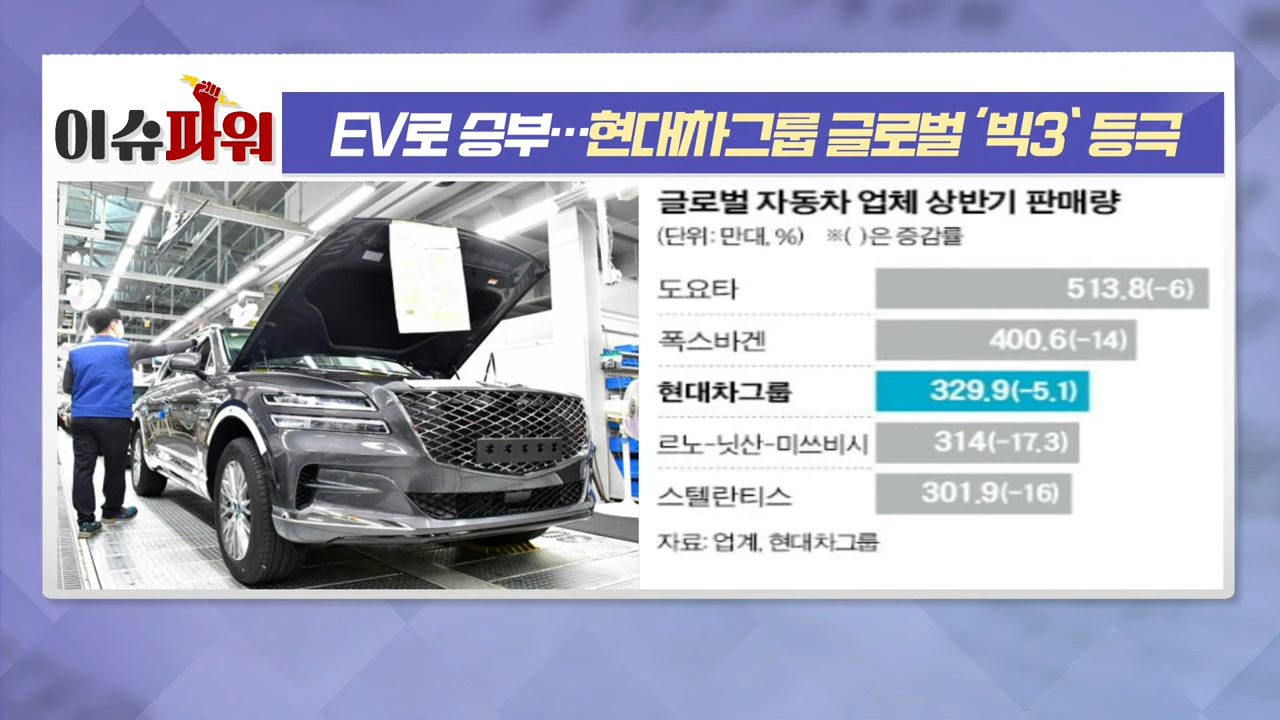 이슈파워
EV로 승부…현대차그룹 글로벌 '빅3' 등극
글로벌 자동차 업체 상반기 판매량
(단위: 만대, %) ※( )은 증감률
도요타 513.8(-6)
폭스바겐 400.6(-14)
현대차그룹 329.9(-5.1)
르노-닛산-미쓰비시 314(-17.3)
스텔란티스 301.9(-16)
자료: 업계, 현대차그룹